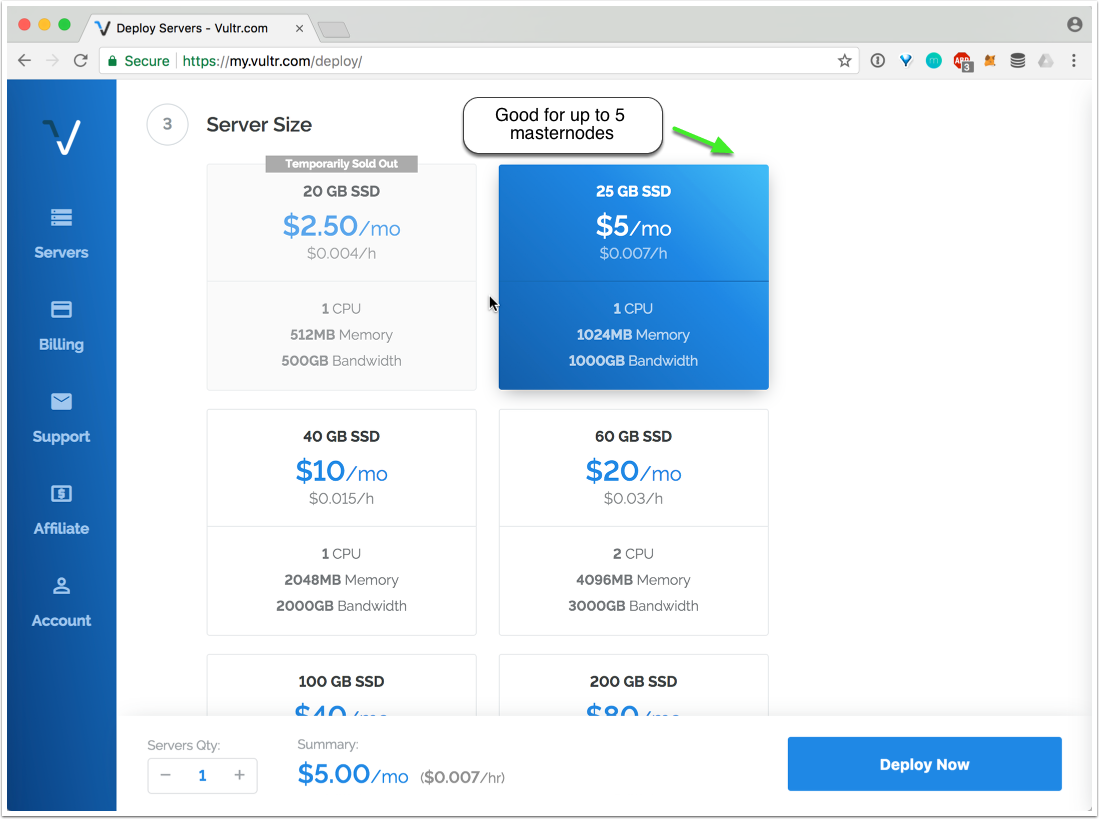 Deploy Servers - Vultr.com
Secure
https://my.vultr.com/deploy/
3
Servers
Billing
Support
Affiliate
Account
3
Server Size
Good for up to 5
masternodes
Temporarily Sold Out
20 GB SSD
$2.50/mo
$0.004/h
1 CPU
512MB Memory
500GB Bandwidth
25 GB SSD
$5/mo
$0.007/h
1 CPU
1024MB Memory
1000GB Bandwidth
40 GB SSD
$10/mo
$0.015/h
1 CPU
2048MB Memory
2000GB Bandwidth
60 GB SSD
$20/mo
$0.03/h
2 CPU
4096MB Memory
3000GB Bandwidth
100 GB SSD
$40/mo
200 GB SSD
$80/mo
Servers Qty:
− 1 +
Summary:
$5.00/mo ($0.007/hr)
Deploy Now